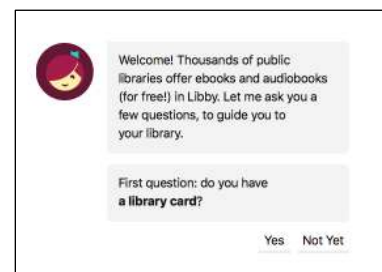 Welcome! Thousands of public
libraries offer ebooks and audiobooks
(for free!) in Libby. Let me ask you a
few questions, to guide you to
your library.
First question: do you have
a library card?
Yes Not Yet